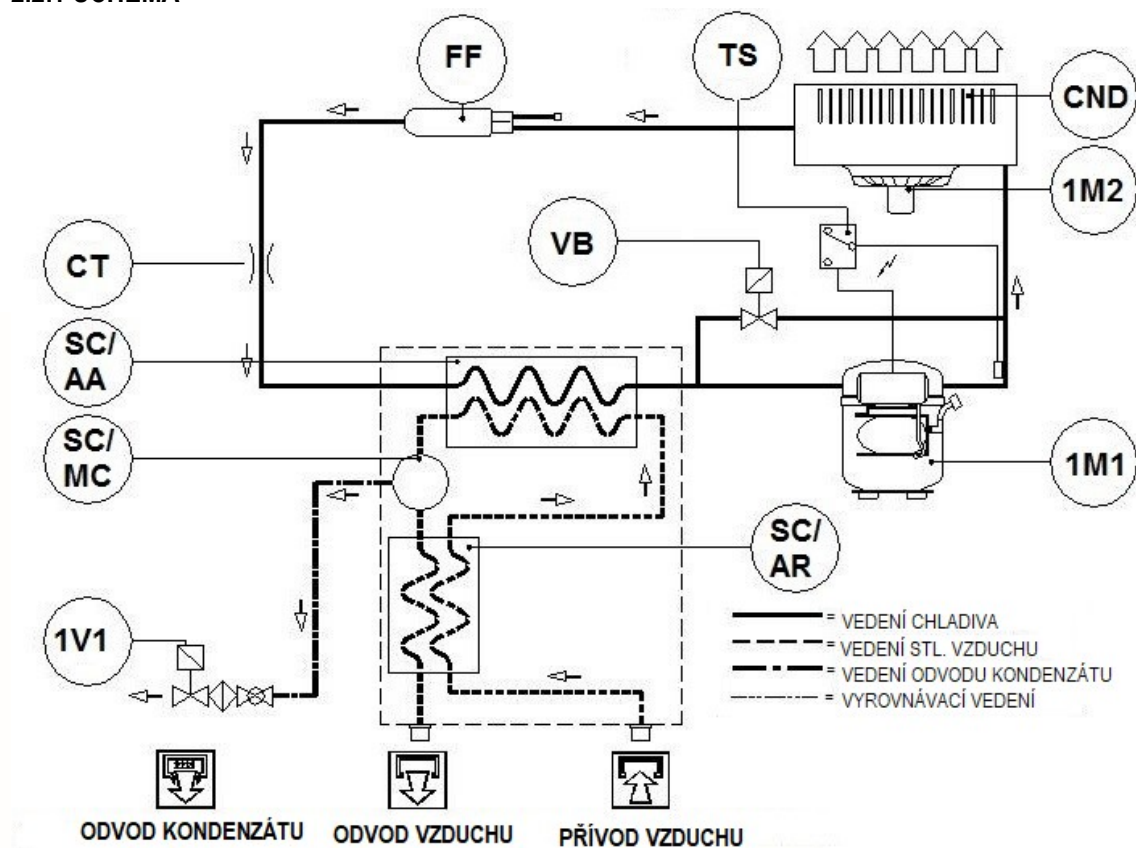 FF
TS
CND
1M2
VB
CT
SC/
AA
SC/
MC
1M1
SC/
AR
1V1
= VEDENÍ CHLADIVA
= VEDENÍ STL. VZDUCHU
= VEDENÍ ODVODU KONDENZÁTU
= VYROVNÁVACÍ VEDENÍ
ODVOD KONDENZÁTU
ODVOD VZDUCHU
PŘÍVOD VZDUCHU